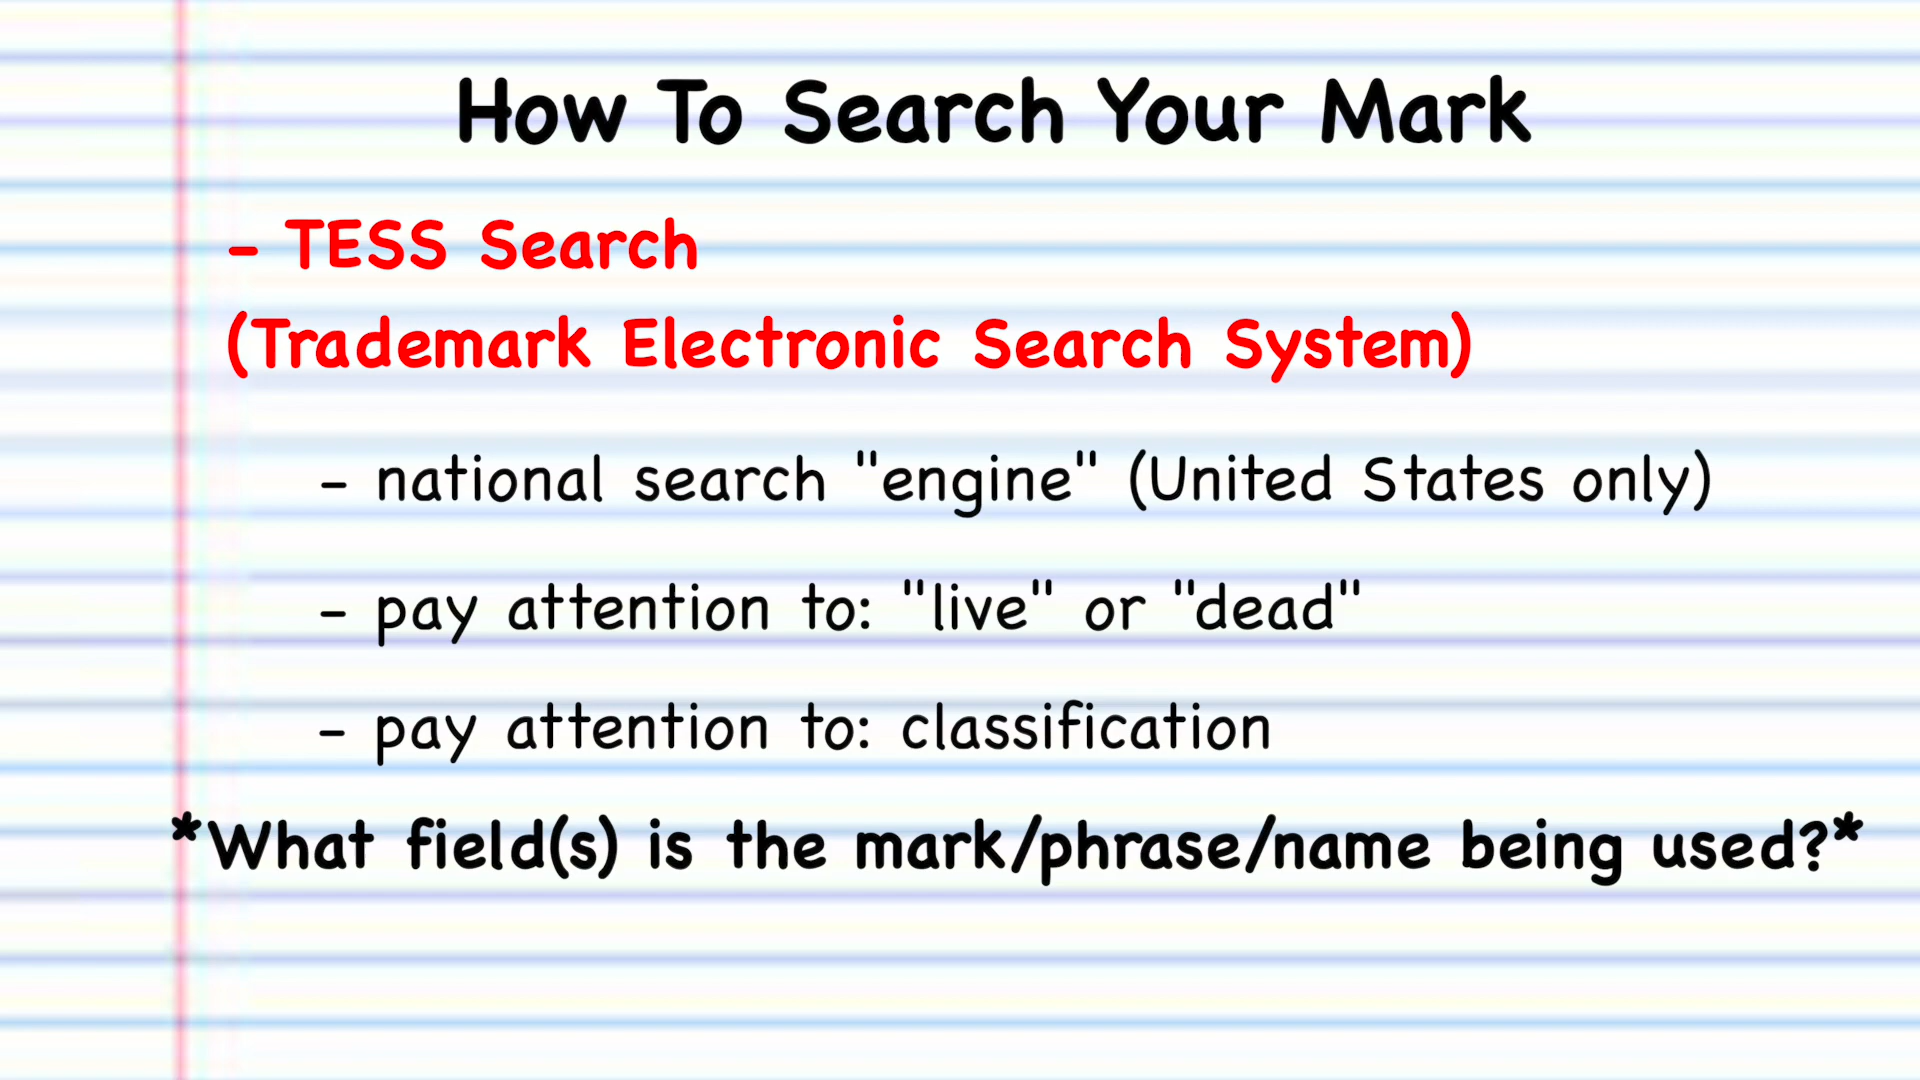 How To Search Your Mark
- TESS Search
(Trademark Electronic Search System)
- national search "engine" (United States only)
- pay attention to: "live" or "dead"
- pay attention to: classification
*What field(s) is the mark/phrase/name being used?*